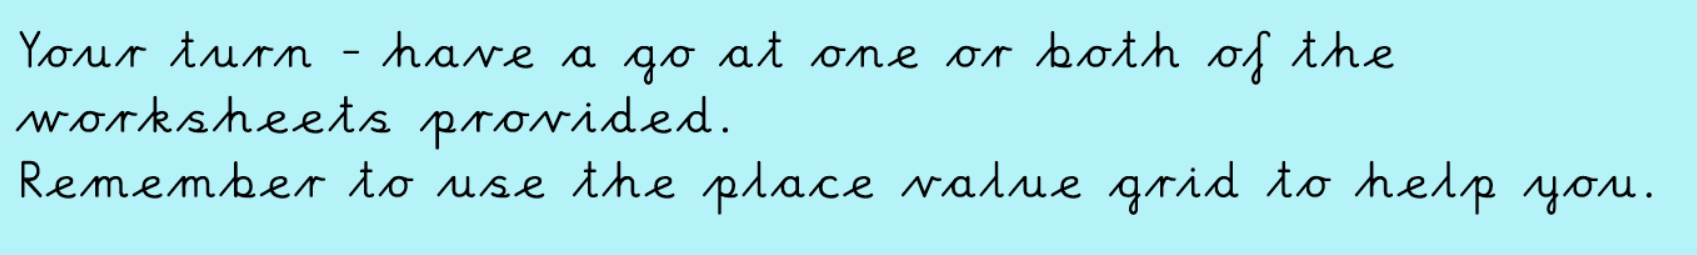 Your turn - have a go at one or both of the
worksheets provided.
Remember to use the place value grid to help you.